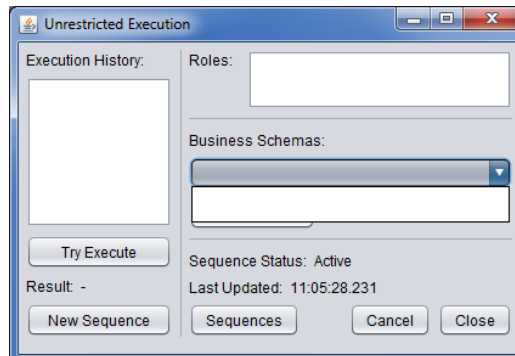 Unrestricted Execution
Execution History:
Roles:
Business Schemas:
Try Execute
Sequence Status: Active
Result: -
Last Updated: 11:05:28.231
New Sequence
Sequences
Cancel
Close